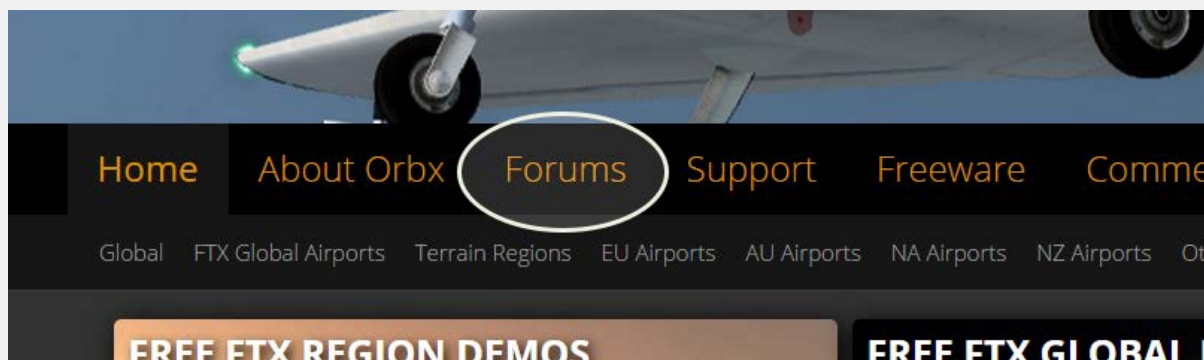 Home About Orbx Forums Support Freeware
Global FTX Global Airports Terrain Regions EU Airports AU Airports NA Airports NZ Airports
FREE FTX REGION DEMOS FREE FTX GLOBAL